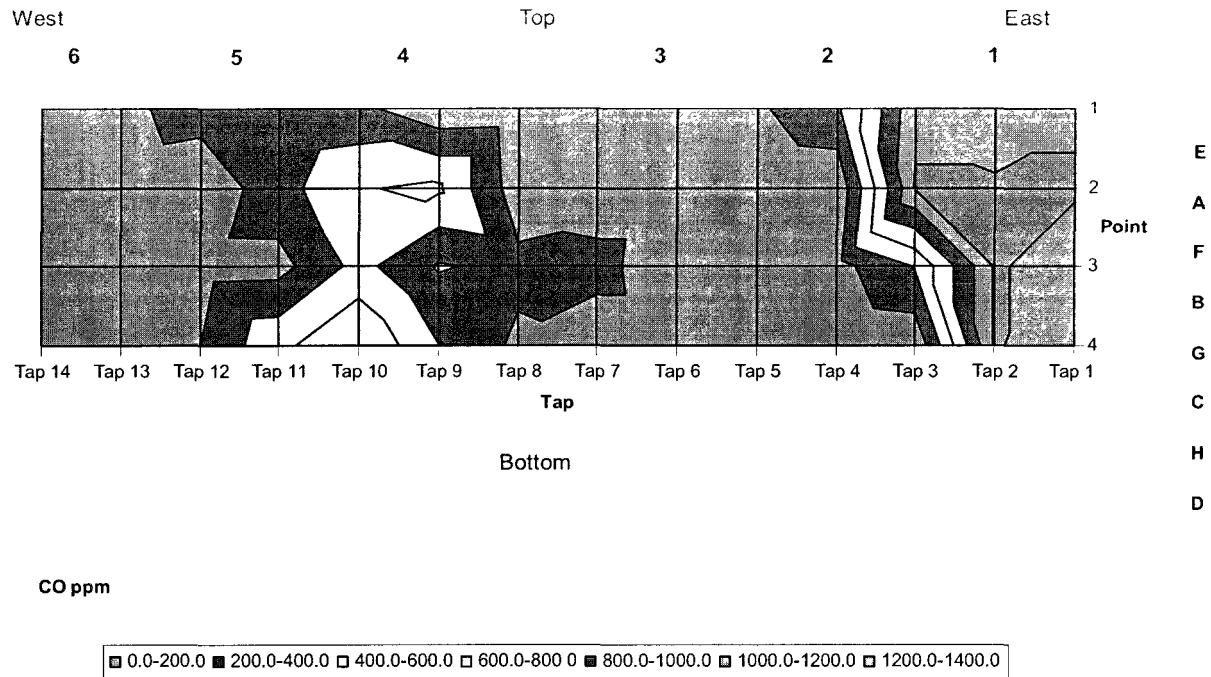 West Top East
6 5 4 3 2 1
1
E
2
A
Point
F
3
B
4
G
Tap 14 Tap 13 Tap 12 Tap 11 Tap 10 Tap 9 Tap 8 Tap 7 Tap 6 Tap 5 Tap 4 Tap 3 Tap 2 Tap 1
Tap
C
Bottom
H
D
CO ppm
0.0-200.0 200.0-400.0 400.0-600.0 600.0-800 0 800.0-1000.0 1000.0-1200.0 1200.0-1400.0